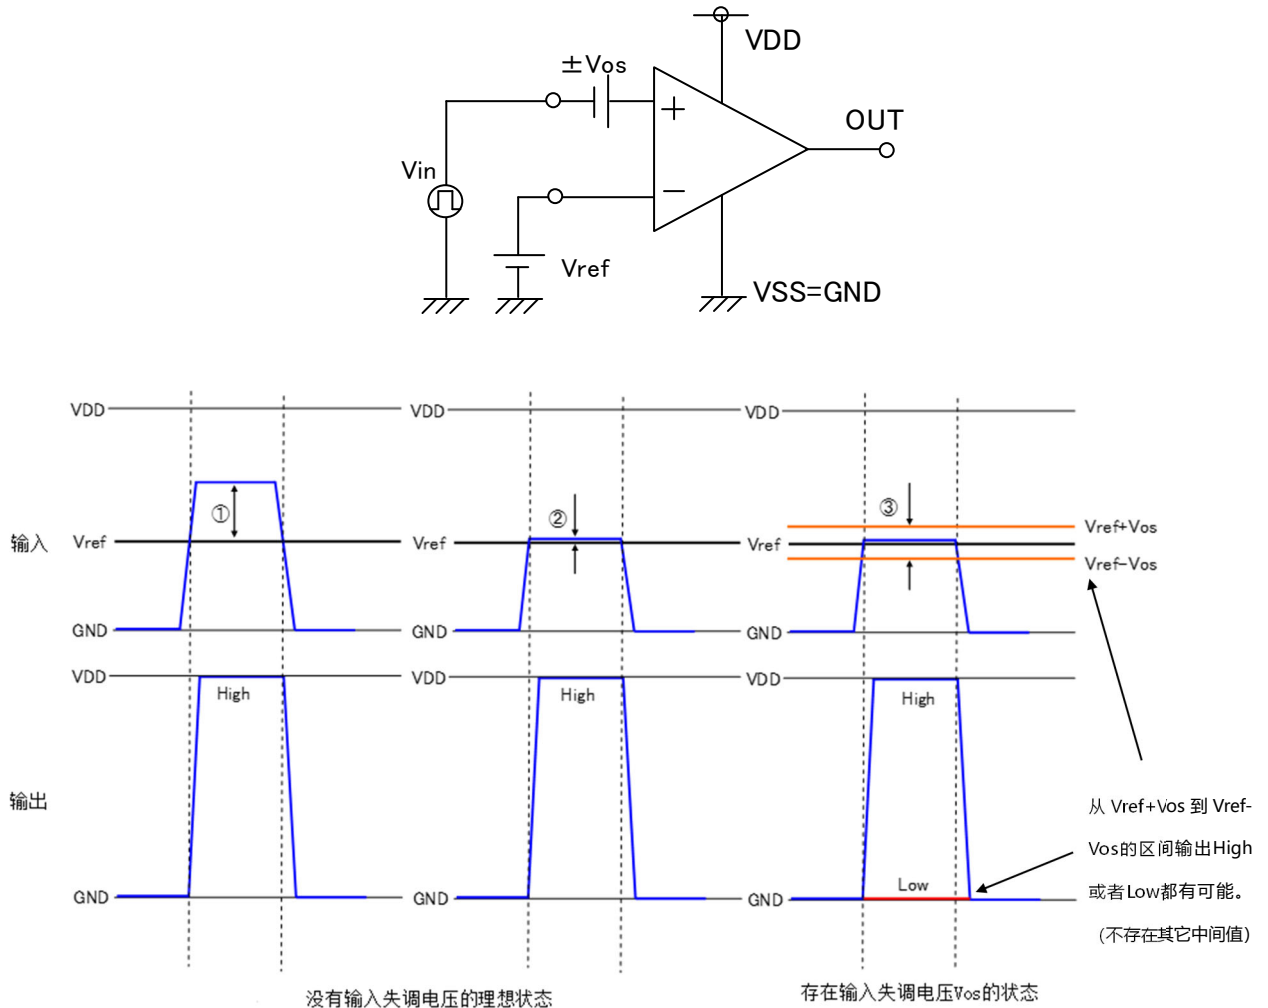 VDD
±Vos
+
OUT
Vin
−
Vref
VSS=GND
VDD
VDD
VDD
①
②
③
Vref+Vos
输入
Vref
Vref
Vref
Vref−Vos
GND
GND
GND
VDD
VDD
VDD
High
High
High
输出
从 Vref+Vos 到 Vref-
Vos的区间输出High
或者Low都有可能。
（不存在其它中间值）
Low
GND
GND
GND
没有输入失调电压的理想状态
存在输入失调电压Vos的状态